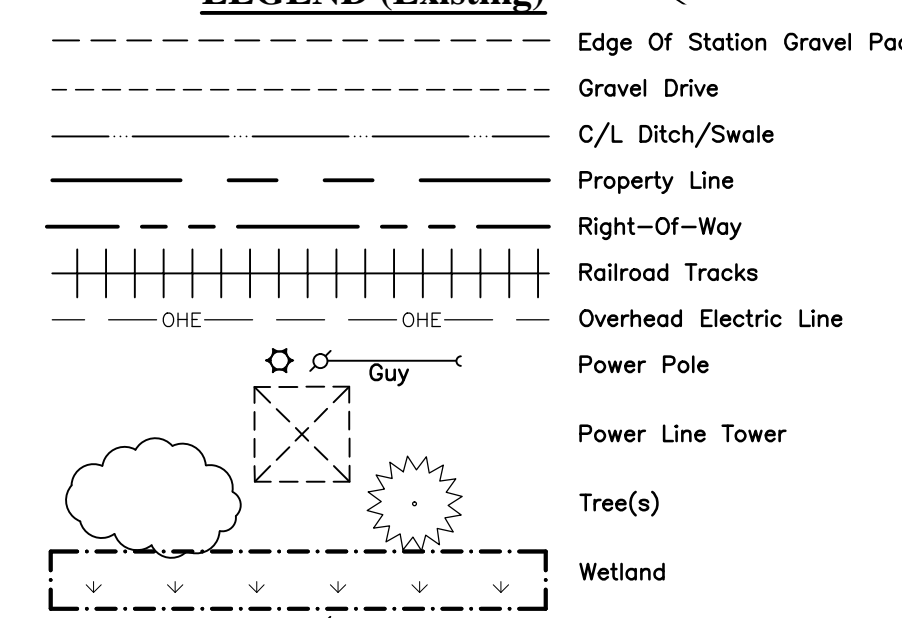 LEGEND (Existing)
Edge Of Station Gravel
Gravel Drive
C/L Ditch/Swale
Property Line
Right-Of-Way
Railroad Tracks
OHE OHE Overhead Electric Line
Guy
Power Pole
Power Line Tower
Tree(s)
Wetland